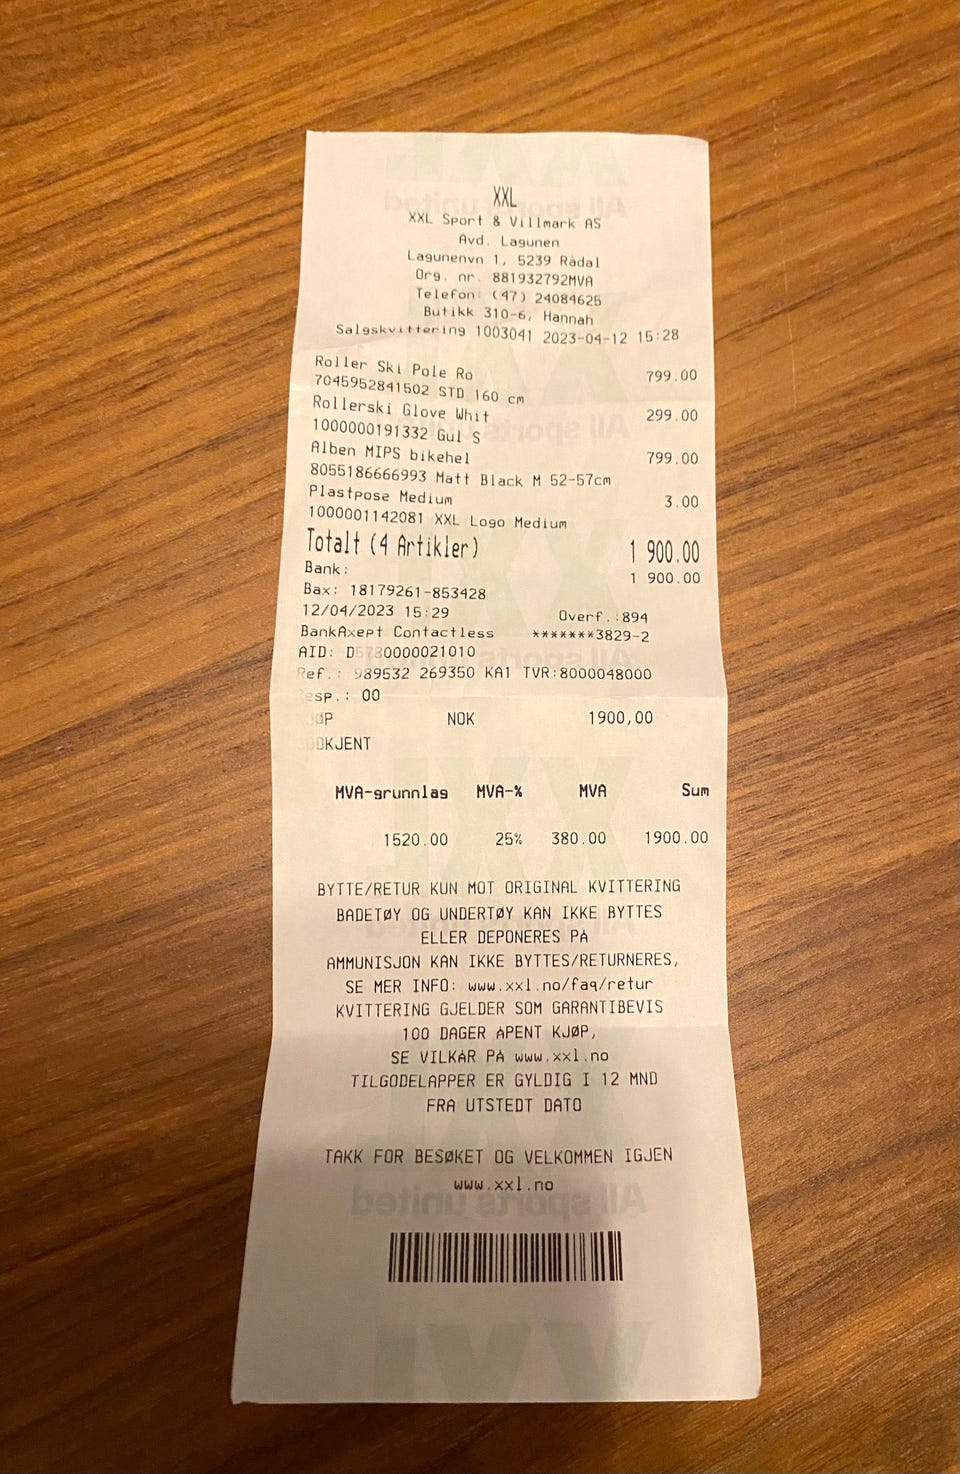 XXL
XXL Sport & Villmark AS
Avd. Lagunen
Lagunenvn 1, 5239 Rådal
Org. nr. 881932792MVA
Telefon: (47) 24084625
Butikk 310-6, Hannah
Salgskvittering 1003041 2023-04-12 15:28
Roller Ski Pole Ro 799.00
7045952841502 STD 160 cm
Rollerski Glove Whit 299.00
1000000191332 Gul S
Alben MIPS bikehel 799.00
8055186666993 Matt Black M 52-57cm
Plastpose Medium 3.00
1000001142081 XXL Logo Medium
Totalt (4 Artikler) 1 900.00
Bank: 1 900.00
Bax: 18179261-853428
12/04/2023 15:29 Overf.:894
BankAxept Contactless *******3829-2
AID: D5780000021010
Ref.: 989532 269350 KA1 TVR:8000048000
Resp.: 00
KJØP NOK 1900,00
GODKJENT
MVA-grunnlag MVA-% MVA Sum
1520.00 25% 380.00 1900.00
BYTTE/RETUR KUN MOT ORIGINAL KVITTERING
BADETØY OG UNDERTØY KAN IKKE BYTTES
ELLER DEPONERES PÅ
AMMUNISJON KAN IKKE BYTTES/RETURNERES,
SE MER INFO: www.xxl.no/faq/retur
KVITTERING GJELDER SOM GARANTIBEVIS
100 DAGER ÅPENT KJØP,
SE VILKÅR PÅ www.xxl.no
TILGODELAPPER ER GYLDIG I 12 MND
FRA UTSTEDT DATO
TAKK FOR BESØKET OG VELKOMMEN IGJEN
www.xxl.no
All sports united